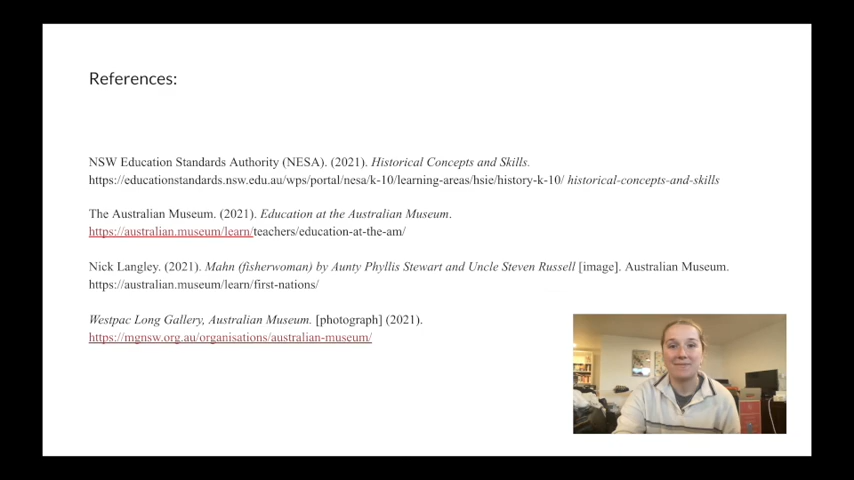 References:
NSW Education Standards Authority (NESA). (2021). Historical Concepts and Skills.
https://educationstandards.nsw.edu.au/wps/portal/nesa/k-10/learning-areas/hsie/history-k-10/ historical-concepts-and-skills
The Australian Museum. (2021). Education at the Australian Museum.
https://australian.museum/learn/teachers/education-at-the-am/
Nick Langley. (2021). Mahn (fisherwoman) by Aunty Phyllis Stewart and Uncle Steven Russell [image]. Australian Museum.
https://australian.museum/learn/first-nations/
Westpac Long Gallery, Australian Museum. [photograph] (2021).
https://mgnsw.org.au/organisations/australian-museum/